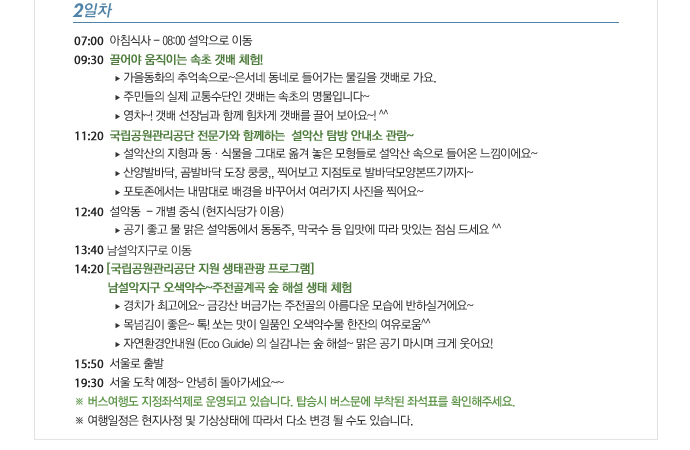 2일차
07:00 아침식사 - 08:00 설악으로 이동
09:30 끌어야 움직이는 속초 갯배 체험!
▶ 가을동화의 추억속으로~은서네 동네로 들어가는 물길을 갯배로 가요.
▶ 주민들의 실제 교통수단인 갯배는 속초의 명물입니다~
▶ 영차~! 갯배 선장님과 함께 힘차게 갯배를 끌어 보아요~! ^^
11:20 국립공원관리공단 전문가와 함께하는 설악산 탐방 안내소 관람~
▶ 설악산의 지형과 동·식물을 그대로 옮겨 놓은 모형들로 설악산 속으로 들어온 느낌이에요~
▶ 산양발바닥, 곰발바닥 도장 쿵쿵,, 찍어보고 지점토로 발바닥모양본뜨기까지~
▶ 포토존에서는 내맘대로 배경을 바꾸어서 여러가지 사진을 찍어요~
12:40 설악동 - 개별 중식 (현지식당가 이용)
▶ 공기 좋고 물 맑은 설악동에서 동동주, 막국수 등 입맛에 따라 맛있는 점심 드세요 ^^
13:40 남설악지구로 이동
14:20 [국립공원관리공단 지원 생태관광 프로그램]
남설악지구 오색약수~주전골계곡 숲 해설 생태 체험
▶ 경치가 최고에요~ 금강산 버금가는 주전골의 아름다운 모습에 반하실거에요~
▶ 목넘김이 좋은~ 톡! 쏘는 맛이 일품인 오색약수물 한잔의 여유로움^^
▶ 자연환경안내원 (Eco Guide) 의 실감나는 숲 해설~ 맑은 공기 마시며 크게 웃어요!
15:50 서울로 출발
19:30 서울 도착 예정~ 안녕히 돌아가세요~~
※ 버스여행도 지정좌석제로 운영되고 있습니다. 탑승시 버스문에 부착된 좌석표를 확인해주세요.
※ 여행일정은 현지사정 및 기상상태에 따라서 다소 변경 될 수도 있습니다.